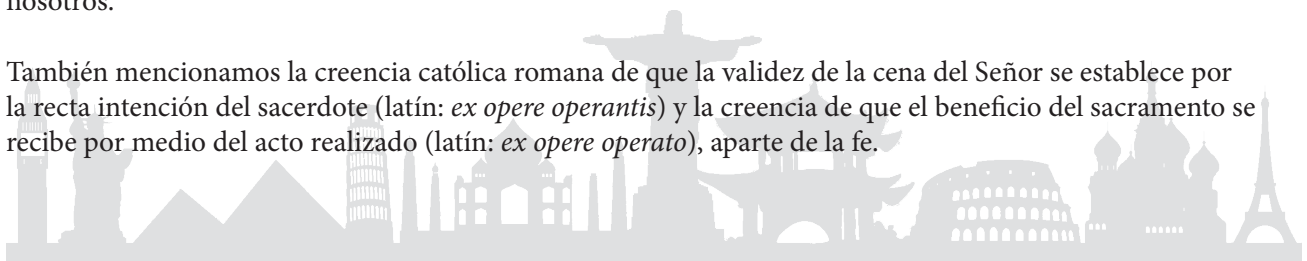 nosotros.
También mencionamos la creencia católica romana de que la validez de la cena del Señor se establece por
la recta intención del sacerdote (latín: ex opere operantis) y la creencia de que el beneficio del sacramento se
recibe por medio del acto realizado (latín: ex opere operato), aparte de la fe.